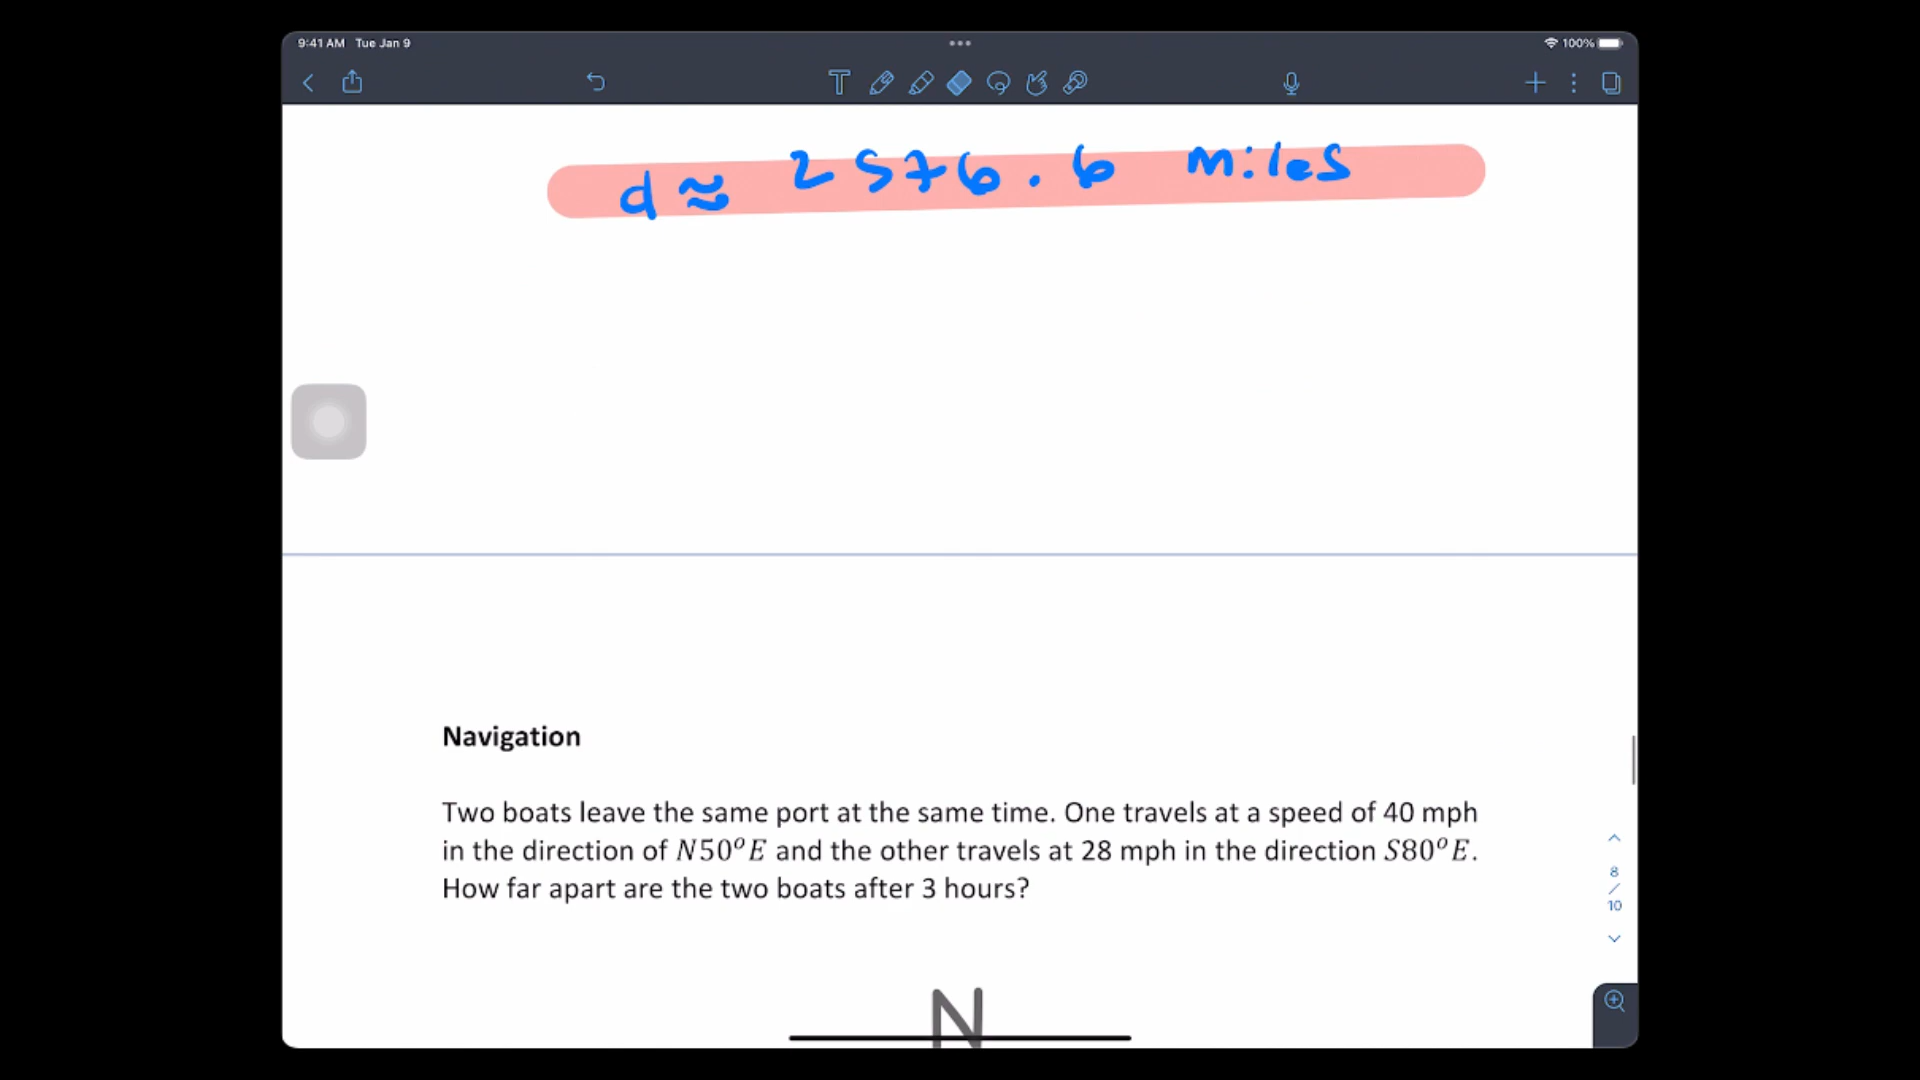 9:41 AM Tue Jan 9
100%
d ≈ 2576.6 miles
Navigation
Two boats leave the same port at the same time. One travels at a speed of 40 mph
in the direction of N50°E and the other travels at 28 mph in the direction S80°E.
How far apart are the two boats after 3 hours?
8
/
10
N